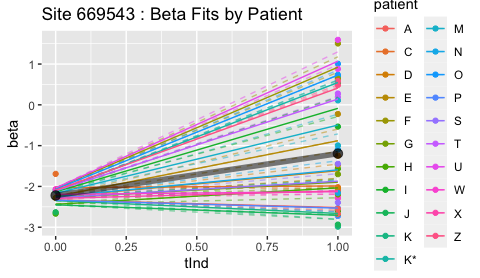 Site 669543 : Beta Fits by Patient
patient
A
C
D
E
F
G
H
I
J
K
K*
M
N
O
P
S
T
U
W
X
Z
beta
1
0
-1
-2
-3
0.00
0.25
0.50
0.75
1.00
tInd